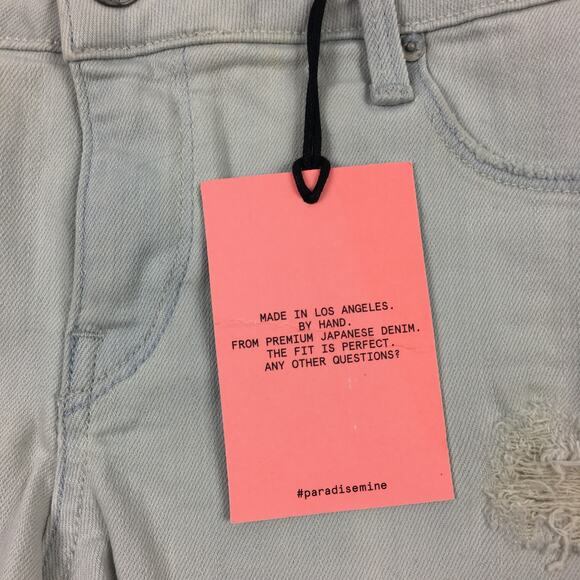 MADE IN LOS ANGELES.
BY HAND.
FROM PREMIUM JAPANESE DENIM.
THE FIT IS PERFECT.
ANY OTHER QUESTIONS?
#paradisemine